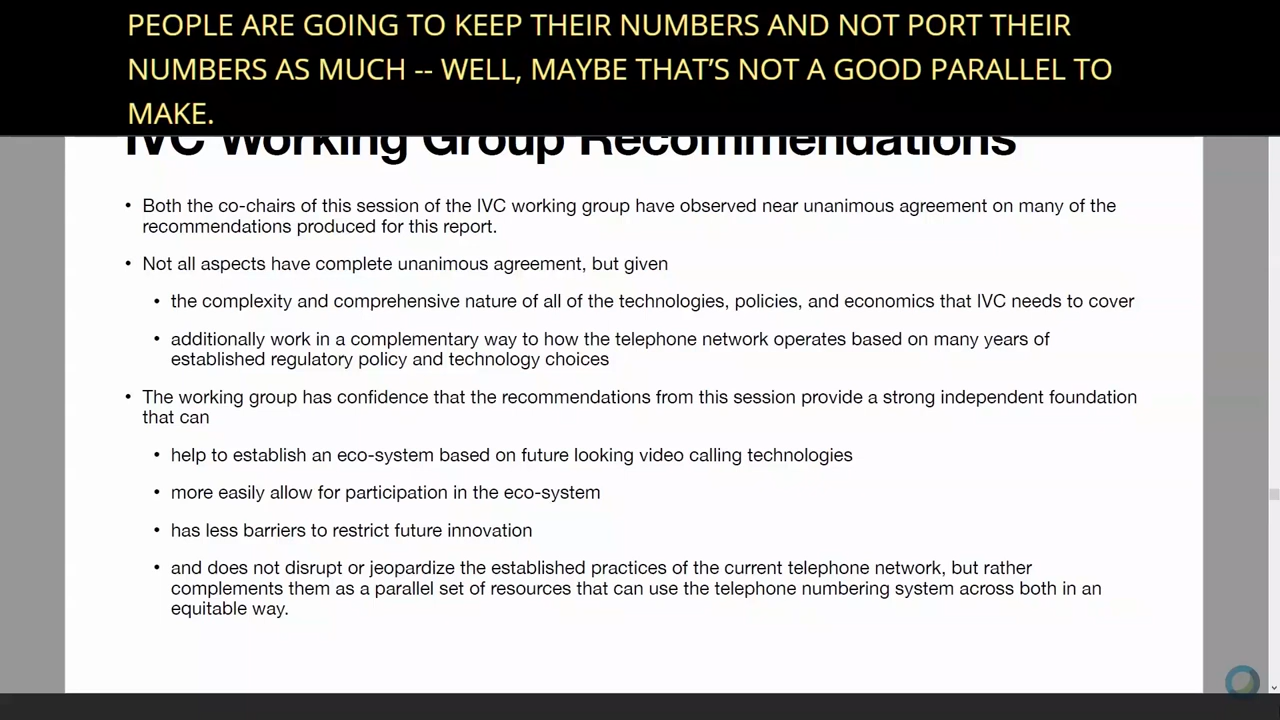 PEOPLE ARE GOING TO KEEP THEIR NUMBERS AND NOT PORT THEIR
NUMBERS AS MUCH -- WELL, MAYBE THAT'S NOT A GOOD PARALLEL TO
MAKE.
IVC Working Group Recommendations
• Both the co-chairs of this session of the IVC working group have observed near unanimous agreement on many of the
recommendations produced for this report.
• Not all aspects have complete unanimous agreement, but given
• the complexity and comprehensive nature of all of the technologies, policies, and economics that IVC needs to cover
• additionally work in a complementary way to how the telephone network operates based on many years of
established regulatory policy and technology choices
• The working group has confidence that the recommendations from this session provide a strong independent foundation
that can
• help to establish an eco-system based on future looking video calling technologies
• more easily allow for participation in the eco-system
• has less barriers to restrict future innovation
• and does not disrupt or jeopardize the established practices of the current telephone network, but rather
complements them as a parallel set of resources that can use the telephone numbering system across both in an
equitable way.